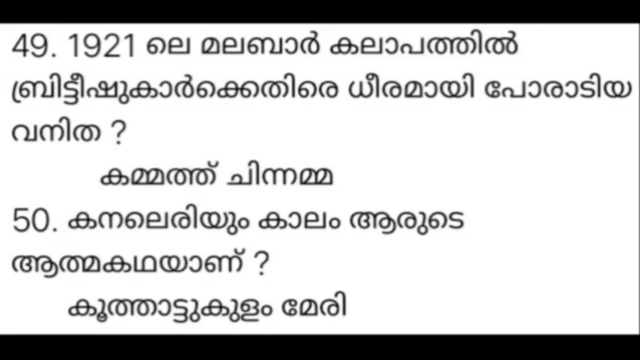 49. 1921 ലെ മലബാർ കലാപത്തിൽ
ബ്രിട്ടീഷുകാർക്കെതിരെ ധീരമായി പോരാടിയ
വനിത ?
കമ്മത്ത് ചിന്നമ്മ
50. കനലെരിയും കാലം ആരുടെ
ആത്മകഥയാണ് ?
കൂത്താട്ടുകുളം മേരി